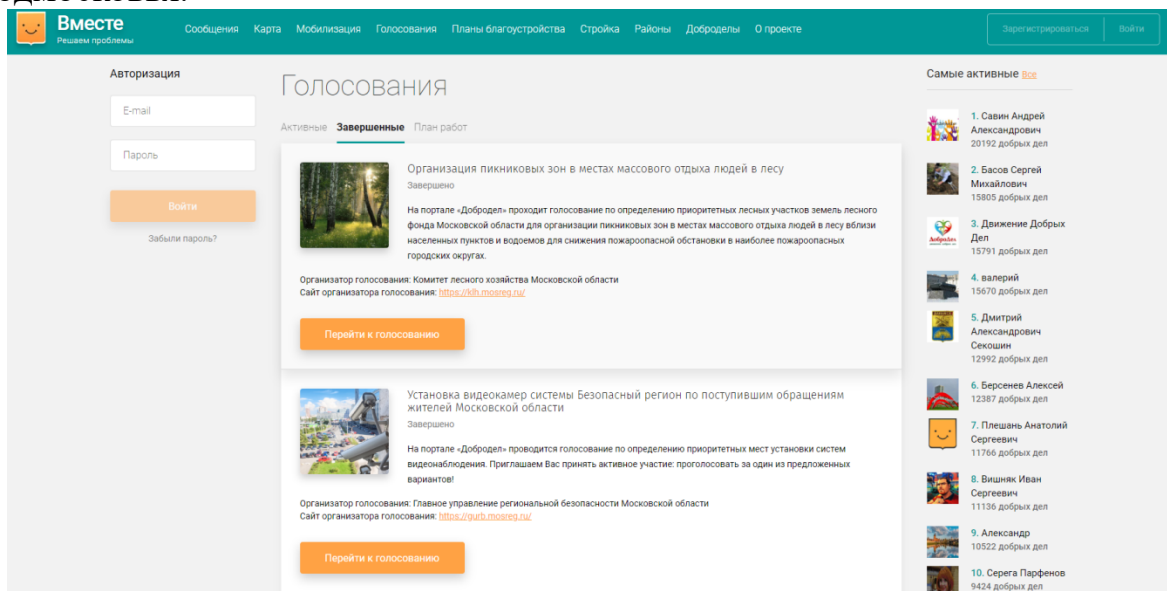 Вместе
Решаем проблемы
Сообщения Карта Мобилизация Голосования Планы благоустройства Стройка Районы Доброделы О проекте
Зарегистрироваться Войти
Авторизация
E-mail
Пароль
Войти
Забыли пароль?
Голосования
Активные Завершенные План работ
Организация пикниковых зон в местах массового отдыха людей в лесу
Завершено
На портале «Добродел» проходит голосование по определению приоритетных лесных участков земель лесного
фонда Московской области для организации пикниковых зон в местах массового отдыха людей в лесу вблизи
населенных пунктов и водоемов для снижения пожароопасной обстановки в наиболее пожароопасных
городских округах.
Организатор голосования: Комитет лесного хозяйства Московской области
Сайт организатора голосования: https://klh.mosreg.ru/
Перейти к голосованию
Установка видеокамер системы Безопасный регион по поступившим обращениям
жителей Московской области
Завершено
На портале «Добродел» проводится голосование по определению приоритетных мест установки систем
видеонаблюдения. Приглашаем Вас принять активное участие: проголосовать за один из предложенных
вариантов!
Организатор голосования: Главное управление региональной безопасности Московской области
Сайт организатора голосования: https://gurb.mosreg.ru/
Перейти к голосованию
Самые активные Все
1. Савин Андрей
Александрович
20192 добрых дел
2. Басов Сергей
Михайлович
15805 добрых дел
3. Движение Добрых
Дел
15791 добрых дел
4. валерий
15670 добрых дел
5. Дмитрий
Александрович
Секошин
12992 добрых дел
6. Берсенев Алексей
12387 добрых дел
7. Плешань Анатолий
Сергеевич
11766 добрых дел
8. Вишняк Иван
Сергеевич
11136 добрых дел
9. Александр
10522 добрых дел
10. Серега Парфенов
9424 добрых дел